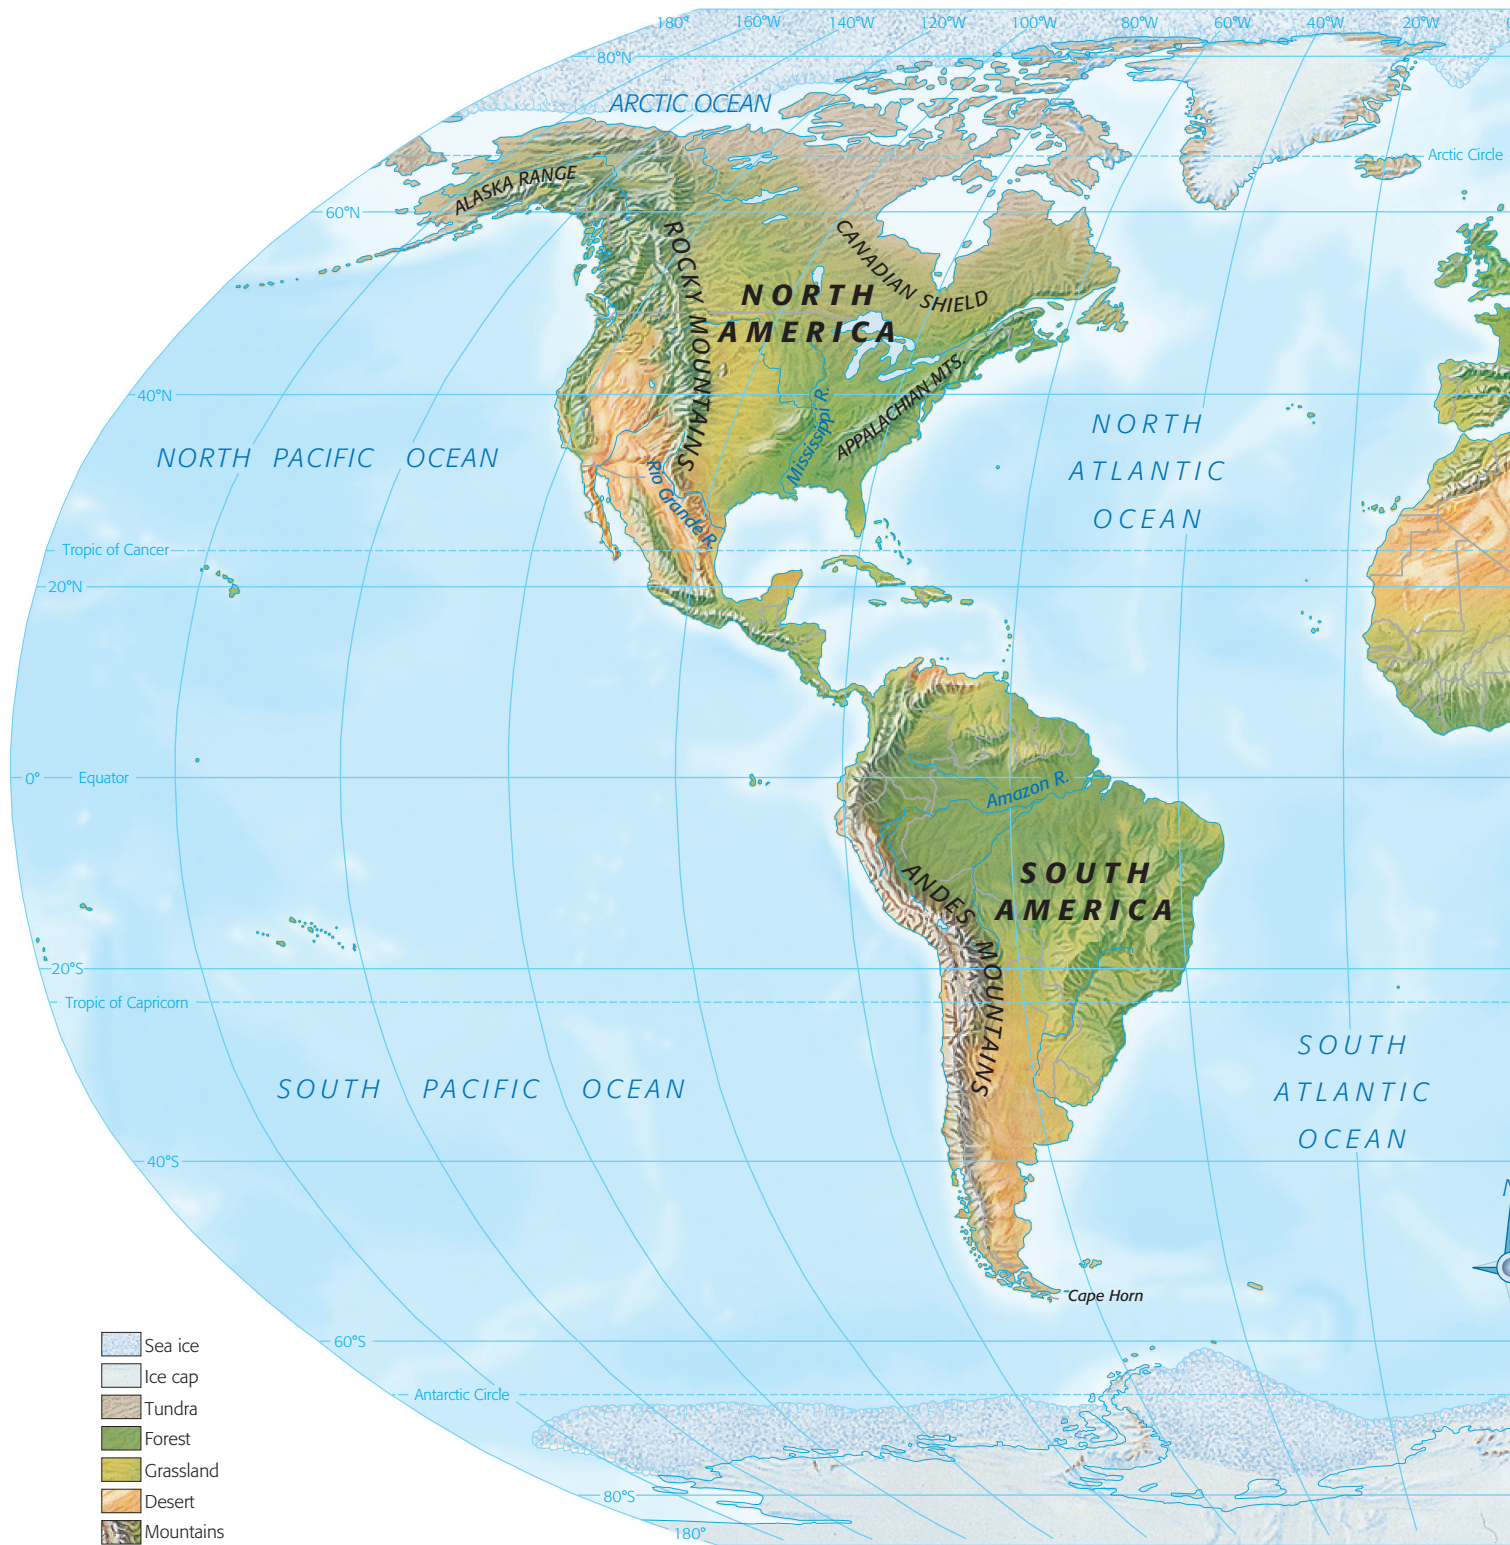 180°
160°W
140°W
120°W
100°W
80°W
60°W
40°W
20°W
80°N
ARCTIC OCEAN
Arctic Circle
ALASKA RANGE
60°N
ROCKY MOUNTAINS
CANADIAN SHIELD
NORTH
AMERICA
APPALACHIAN MTS.
Mississippi R.
40°N
NORTH PACIFIC OCEAN
Rio Grande R.
NORTH
ATLANTIC
OCEAN
Tropic of Cancer
20°N
0°
Equator
Amazon R.
SOUTH
AMERICA
ANDES MOUNTAINS
20°S
Tropic of Capricorn
SOUTH PACIFIC OCEAN
SOUTH
ATLANTIC
OCEAN
40°S
Cape Horn
60°S
Antarctic Circle
80°S
180°
Sea ice
Ice cap
Tundra
Forest
Grassland
Desert
Mountains